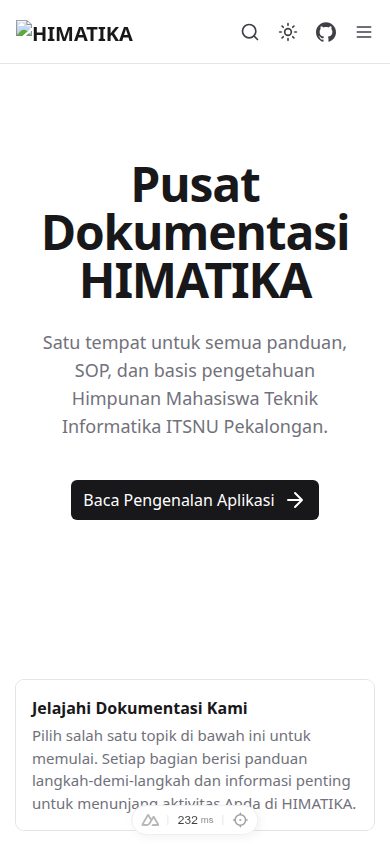 HIMATIKA
Pusat
Dokumentasi
HIMATIKA
Satu tempat untuk semua panduan,
SOP, dan basis pengetahuan
Himpunan Mahasiswa Teknik
Informatika ITSNU Pekalongan.
Baca Pengenalan Aplikasi
Jelajahi Dokumentasi Kami
Pilih salah satu topik di bawah ini untuk
memulai. Setiap bagian berisi panduan
langkah-demi-langkah dan informasi penting
untuk menunjang aktivitas Anda di HIMATIKA.
232 ms